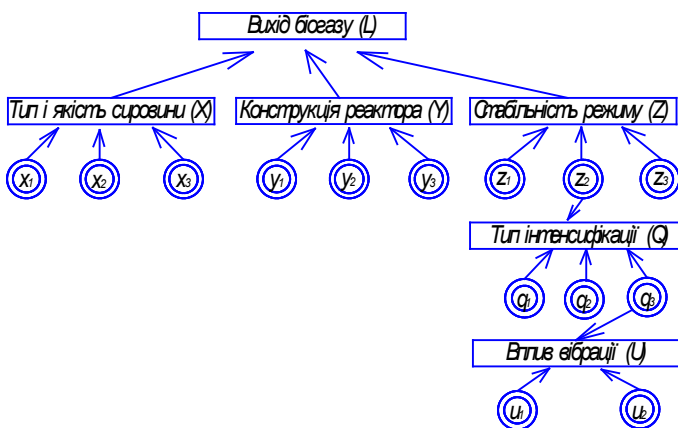 Вихід біогазу (L)
Тип і якість сировини (X)
Конструкція реактора (Y)
Стабільність режиму (Z)
x1 x2 x3 y1 y2 y3 z1 z2 z3
Тип інтенсифікації (Q)
q1 q2 q3
Вплив вібрації (U)
u1 u2